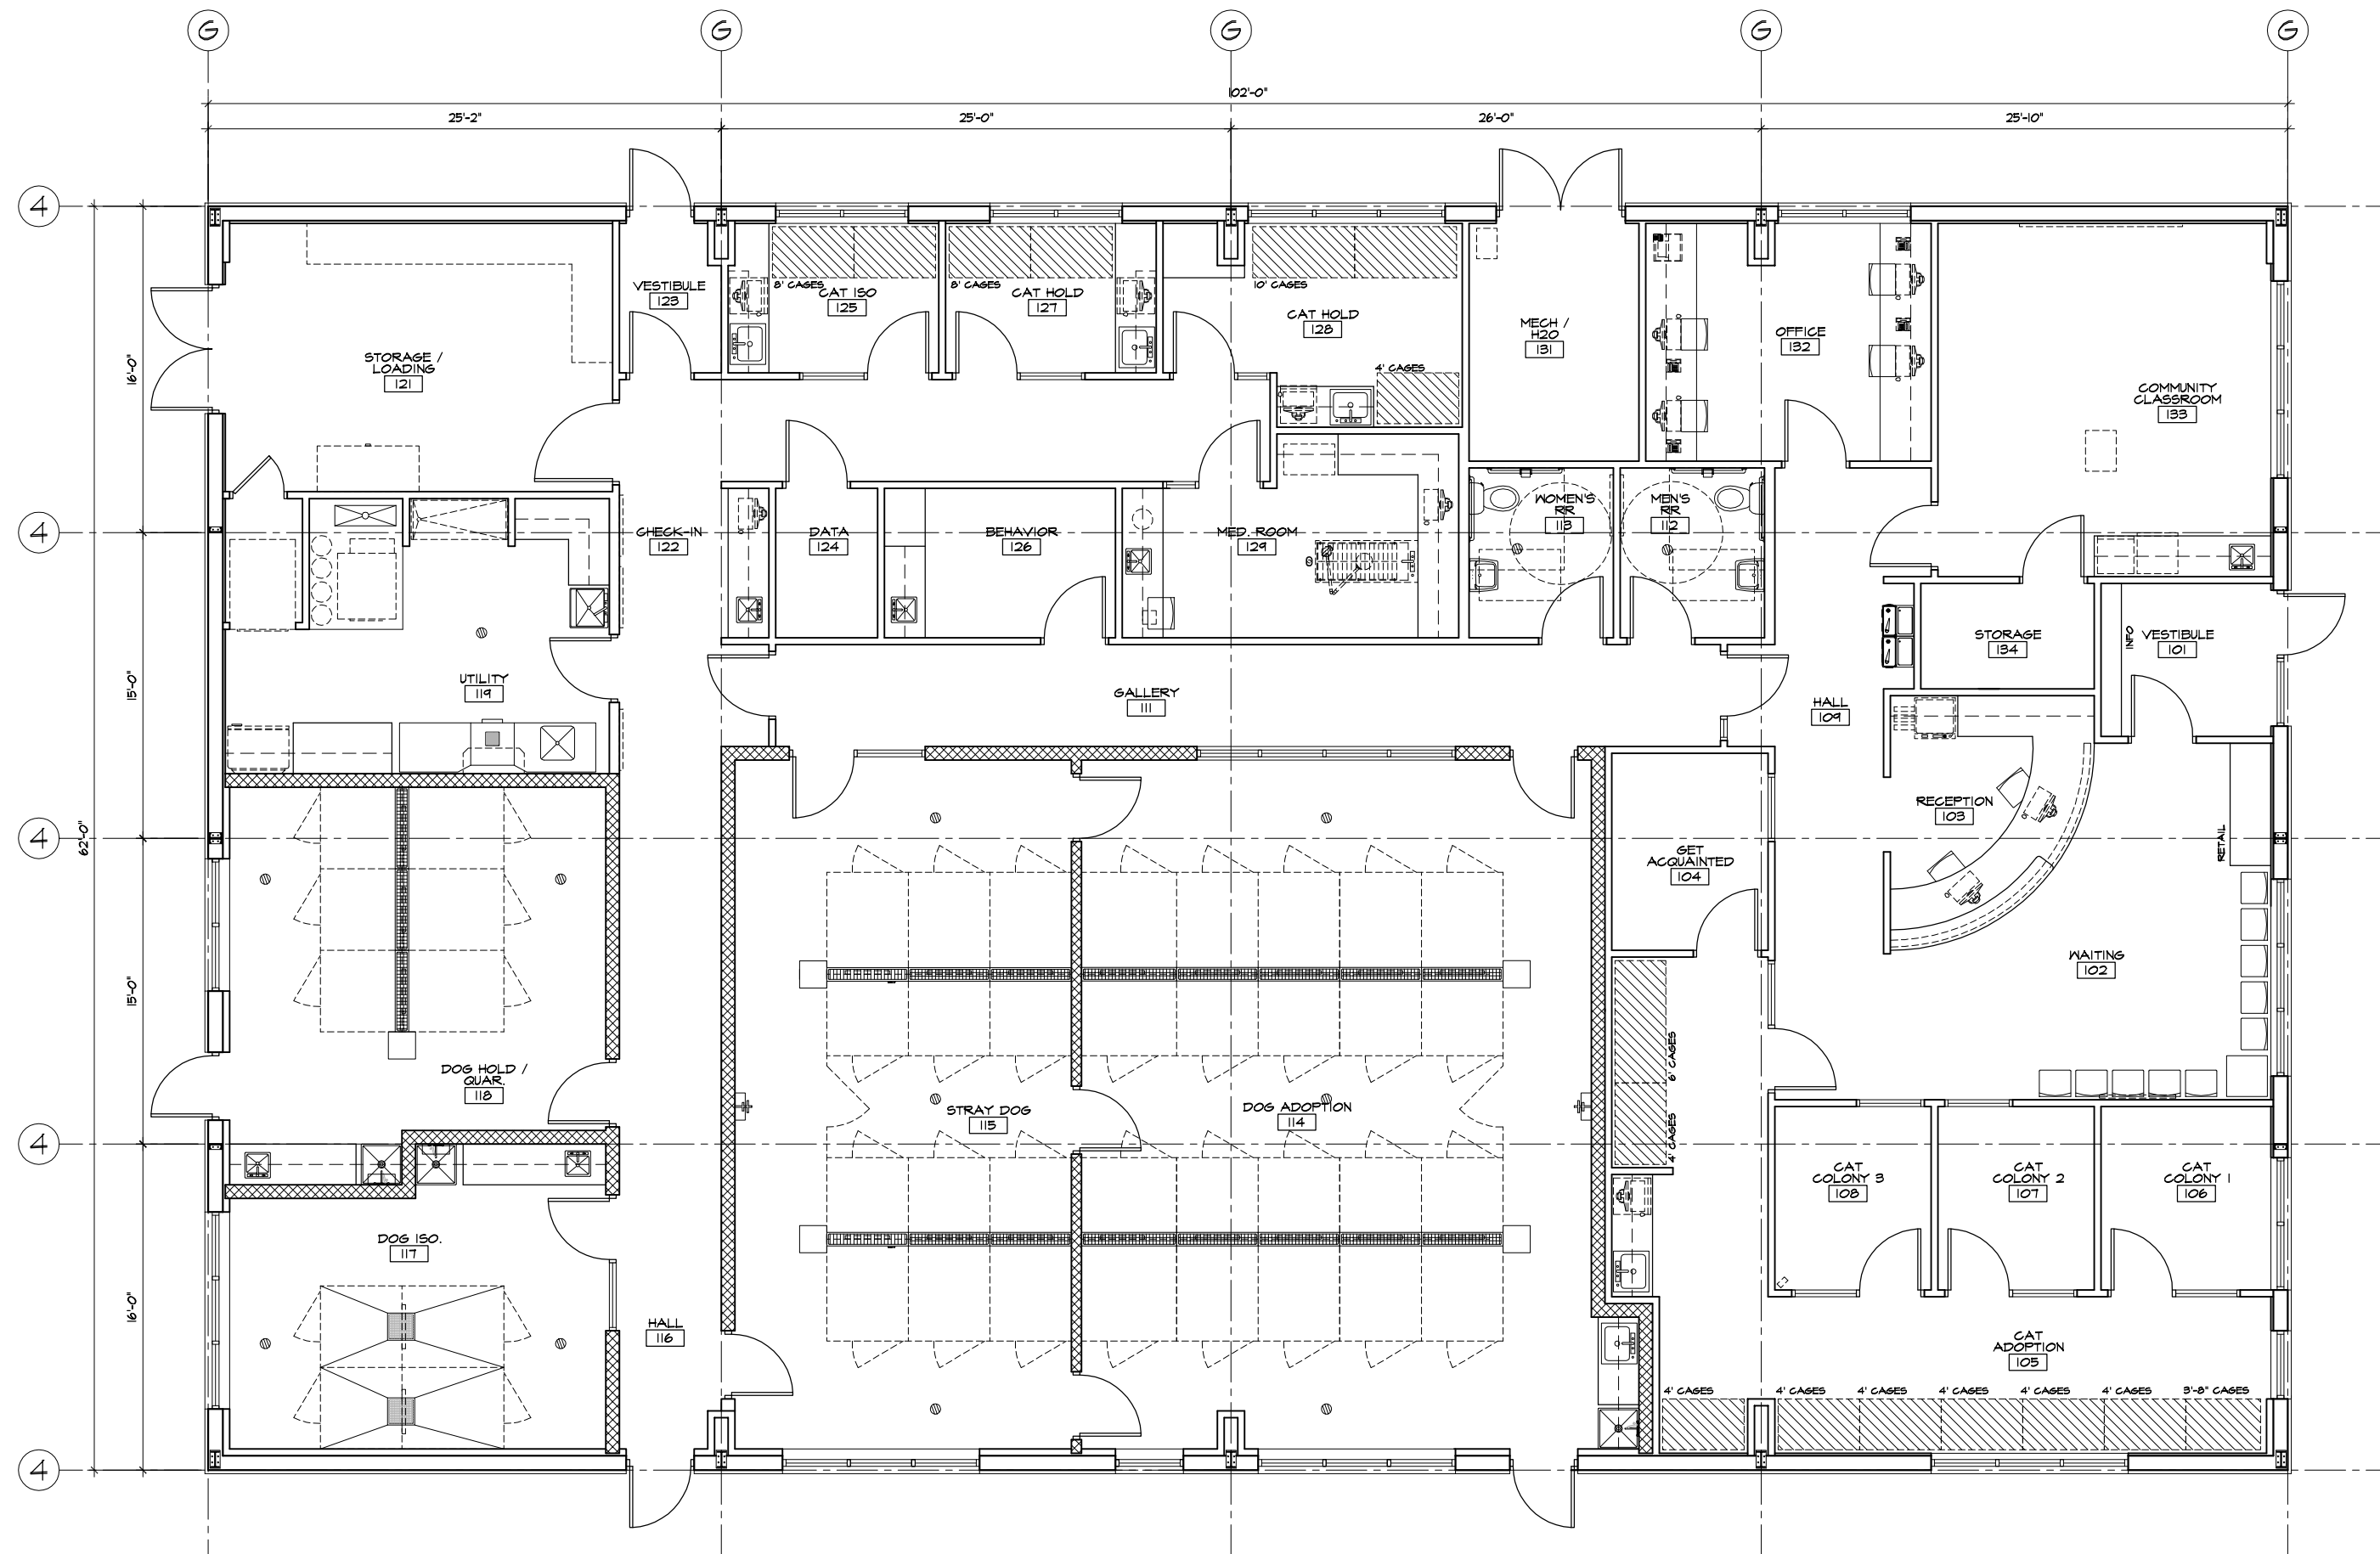 G G G G G
102'-0"
25'-2" 25'-0" 26'-0" 25'-10"
4
4
4
4
4
62'-0"
16'-0"
15'-0"
15'-0"
16'-0"
STORAGE /
LOADING
121
VESTIBULE
123
8' CAGES
CAT ISO
125
8' CAGES
CAT HOLD
127
10' CAGES
CAT HOLD
128
4' CAGES
MECH /
H2O
131
OFFICE
132
COMMUNITY
CLASSROOM
133
CHECK-IN
122
DATA
124
BEHAVIOR
126
MED. ROOM
129
WOMEN'S
RR
113
MEN'S
RR
112
UTILITY
119
GALLERY
111
HALL
109
STORAGE
134
INFO
VESTIBULE
101
RECEPTION
103
RETAIL
GET
ACQUAINTED
104
WAITING
102
DOG HOLD /
QUAR.
118
STRAY DOG
115
DOG ADOPTION
114
6' CAGES
4' CAGES
CAT
COLONY 3
108
CAT
COLONY 2
107
CAT
COLONY 1
106
DOG ISO.
117
HALL
116
CAT
ADOPTION
105
4' CAGES 4' CAGES 4' CAGES 4' CAGES 4' CAGES 4' CAGES 3'-8" CAGES